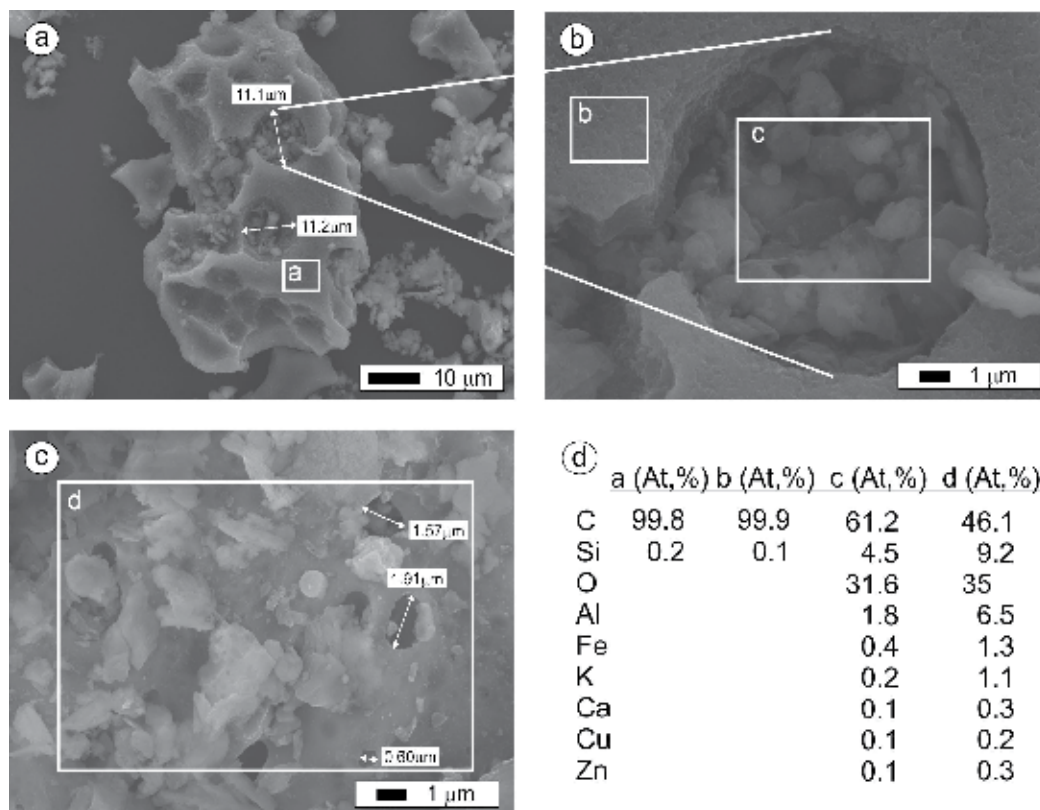 a
11.1µm
11.2µm
a
10 µm
b
b
c
1 µm
c
d
1.57µm
1.91µm
0.60µm
1 µm
d
a (At,%) b (At,%) c (At,%) d (At,%)
C 99.8 99.9 61.2 46.1
Si 0.2 0.1 4.5 9.2
O 31.6 35
Al 1.8 6.5
Fe 0.4 1.3
K 0.2 1.1
Ca 0.1 0.3
Cu 0.1 0.2
Zn 0.1 0.3